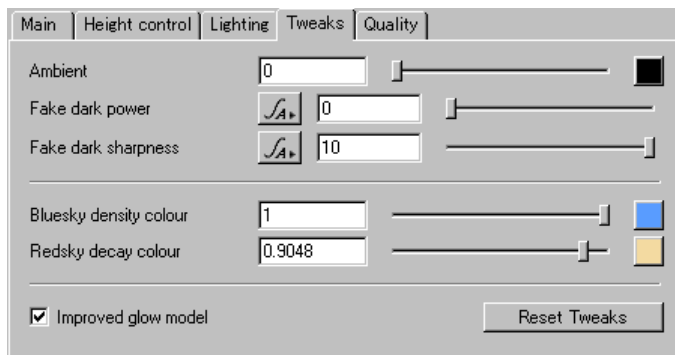 Main Height control Lighting Tweaks Quality
Ambient 0
Fake dark power 0
Fake dark sharpness 10
Bluesky density colour 1
Redsky decay colour 0.9048
Improved glow model Reset Tweaks